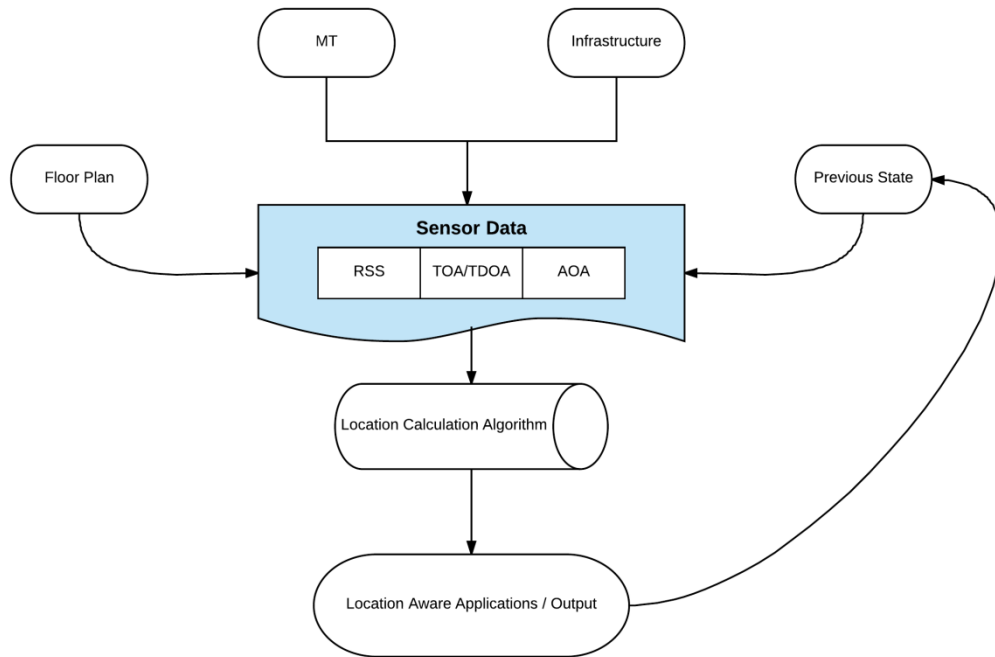 MT
Infrastructure
Floor Plan
Previous State
Sensor Data
RSS
TOA/TDOA
AOA
Location Calculation Algorithm
Location Aware Applications / Output